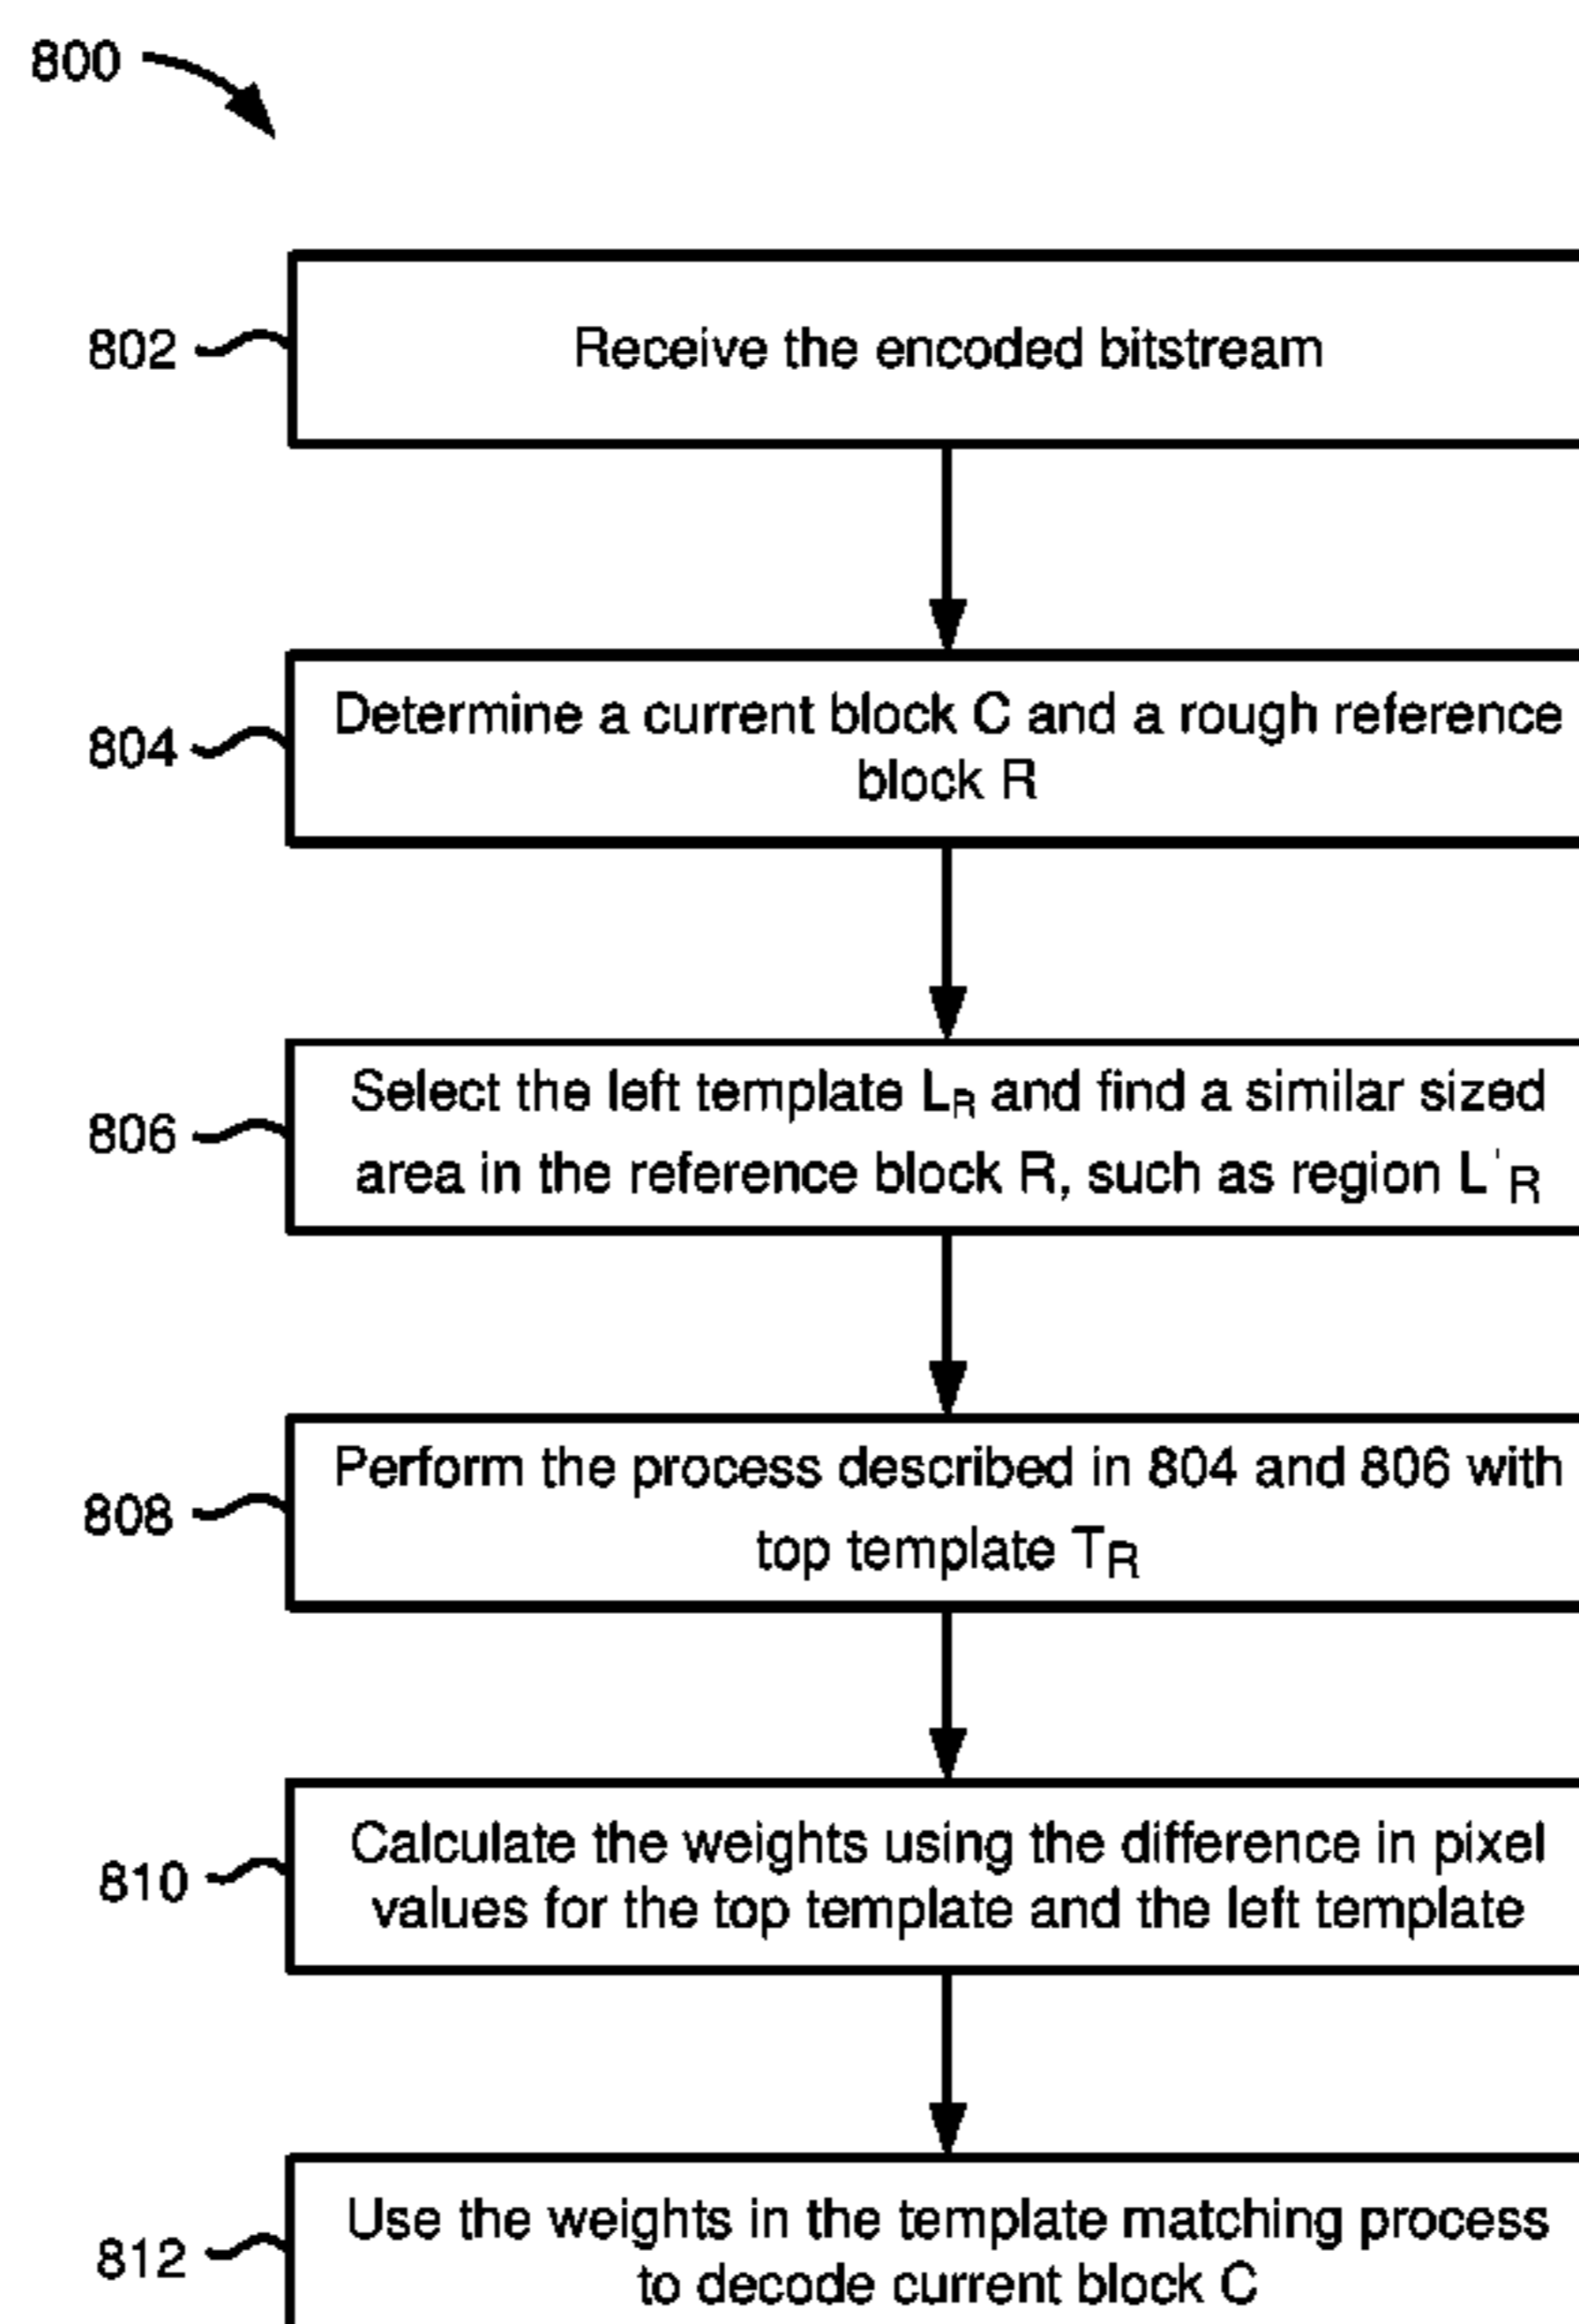 800
802
Receive the encoded bitstream
804
Determine a current block C and a rough reference
block R
806
Select the left template LR and find a similar sized
area in the reference block R, such as region L'R
808
Perform the process described in 804 and 806 with
top template TR
810
Calculate the weights using the difference in pixel
values for the top template and the left template
812
Use the weights in the template matching process
to decode current block C